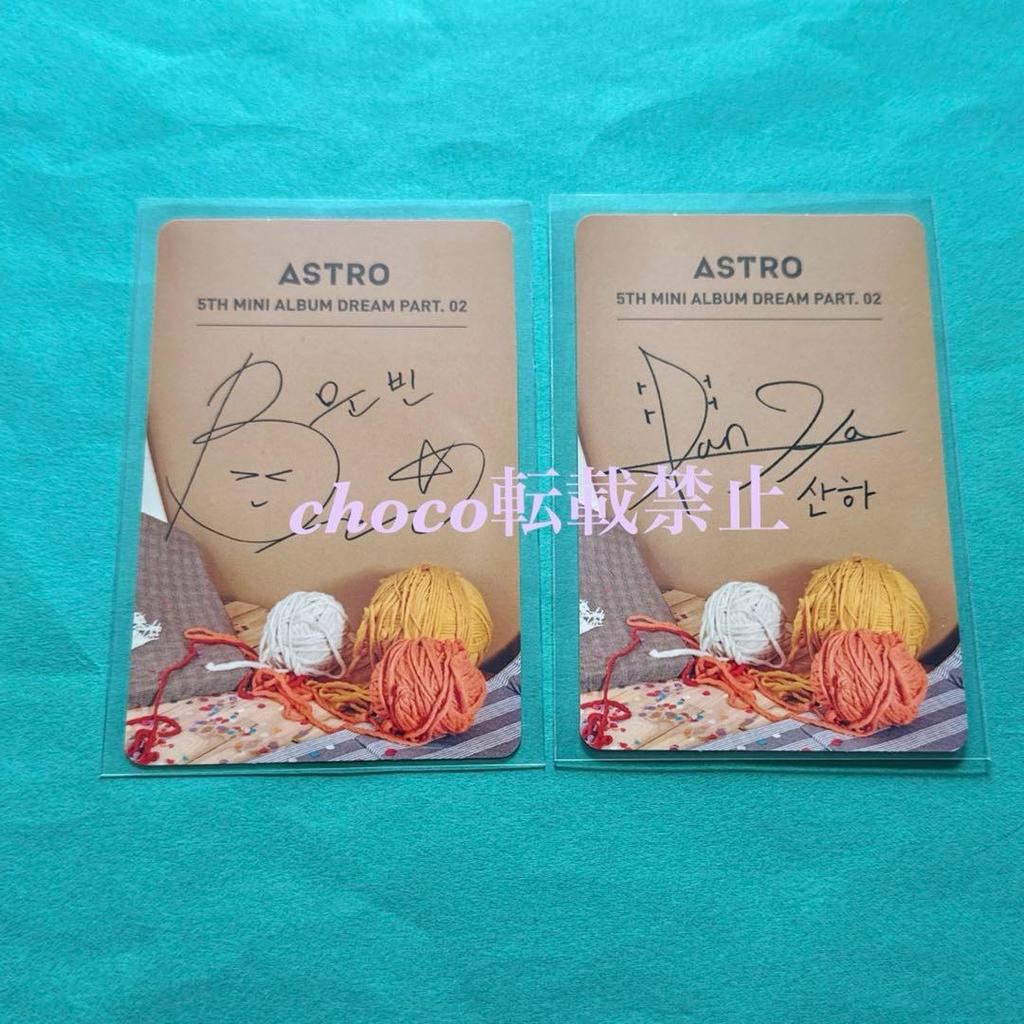 ASTRO
5TH MINI ALBUM DREAM PART. 02
문빈
ASTRO
5TH MINI ALBUM DREAM PART. 02
San Ha
산하
choco転載禁止